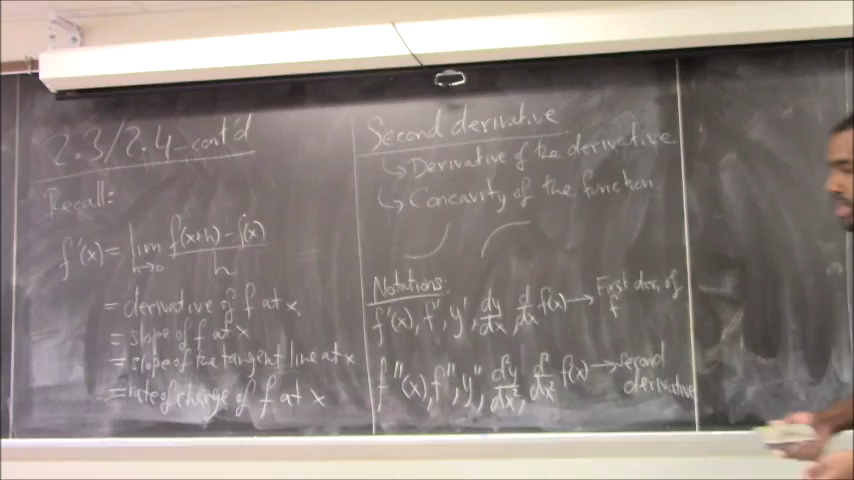 2.3/2.4 - cont'd
Recall:
f'(x) = lim h→0 f(x+h) - f(x) / h
= derivative of f at x.
= slope of f at x
= slope of the tangent line at x
= rate of change of f at x
Second derivative
↳ Derivative of the derivative
↳ Concavity of the function.
Notations:
f'(x), f', y', dy/dx, d/dx f(x) → First der. of f
f''(x), f'', y'', d²y/dx², d²/dx² f(x) → second derivative